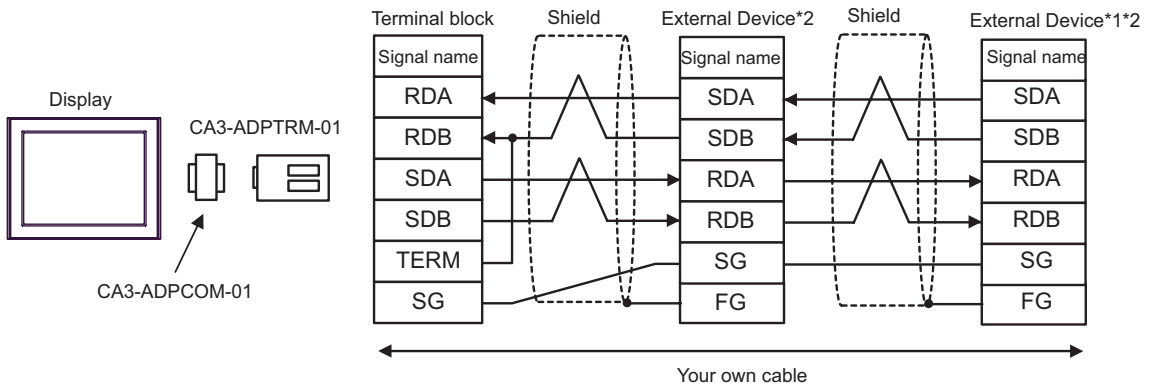 Display
CA3-ADPTRM-01
CA3-ADPCOM-01
Terminal block
Signal name
RDA
RDB
SDA
SDB
TERM
SG
Shield
External Device*2
Signal name
SDA
SDB
RDA
RDB
SG
FG
Shield
External Device*1*2
Signal name
SDA
SDB
RDA
RDB
SG
FG
Your own cable